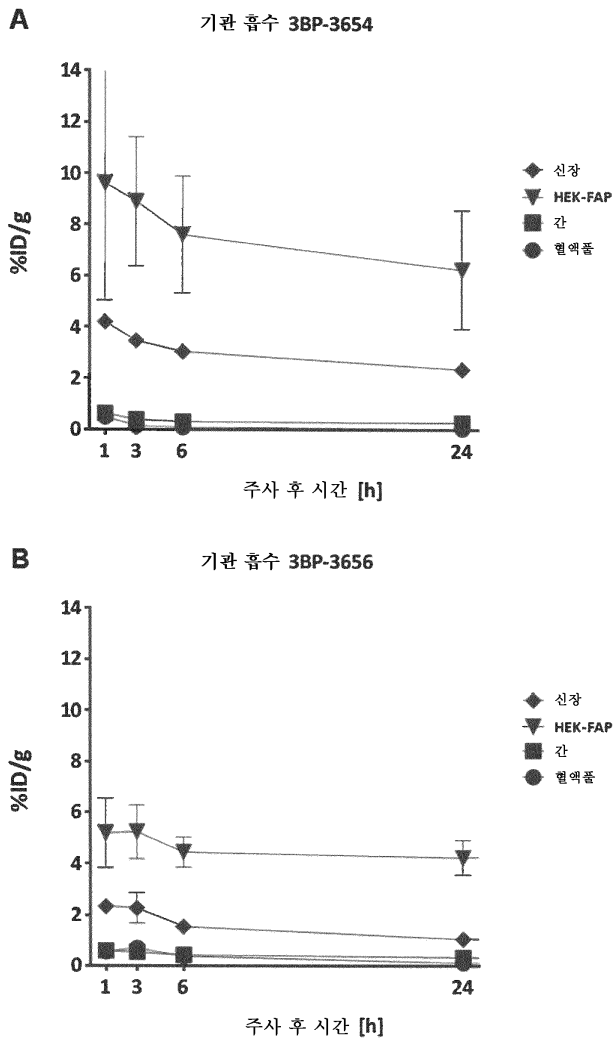 A
기관 흡수 3BP-3654
14
12
10
8
6
4
2
0
%ID/g
1 3 6 24
주사 후 시간 [h]
신장
HEK-FAP
간
혈액풀
B
기관 흡수 3BP-3656
14
12
10
8
6
4
2
0
%ID/g
1 3 6 24
주사 후 시간 [h]
신장
HEK-FAP
간
혈액풀